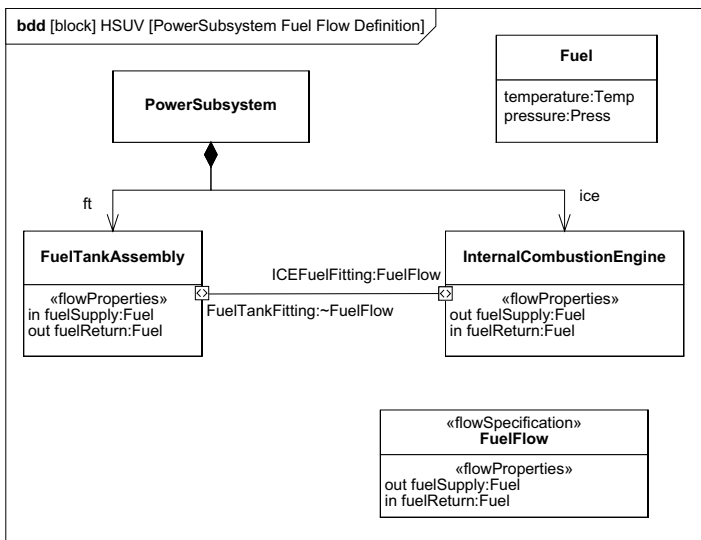 bdd [block] HSUV [PowerSubsystem Fuel Flow Definition]
PowerSubsystem
Fuel
temperature:Temp
pressure:Press
ft
ice
FuelTankAssembly
«flowProperties»
in fuelSupply:Fuel
out fuelReturn:Fuel
ICEFuelFitting:FuelFlow
FuelTankFitting:~FuelFlow
InternalCombustionEngine
«flowProperties»
out fuelSupply:Fuel
in fuelReturn:Fuel
«flowSpecification»
FuelFlow
«flowProperties»
out fuelSupply:Fuel
in fuelReturn:Fuel